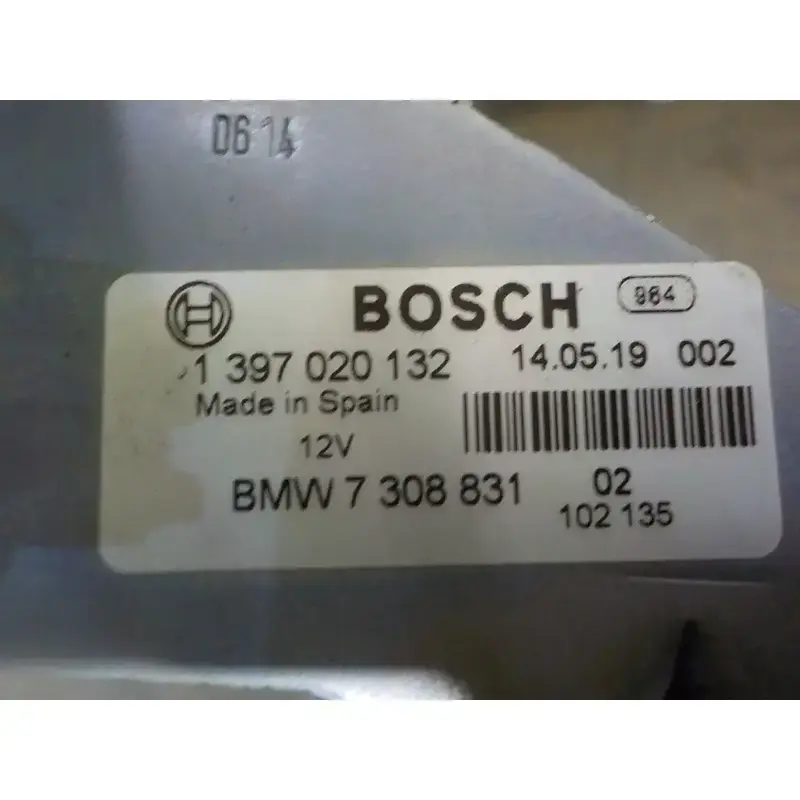 06 14
BOSCH 984
1 397 020 132 14.05.19 002
Made in Spain
12V
BMW 7 308 831 02
102 135